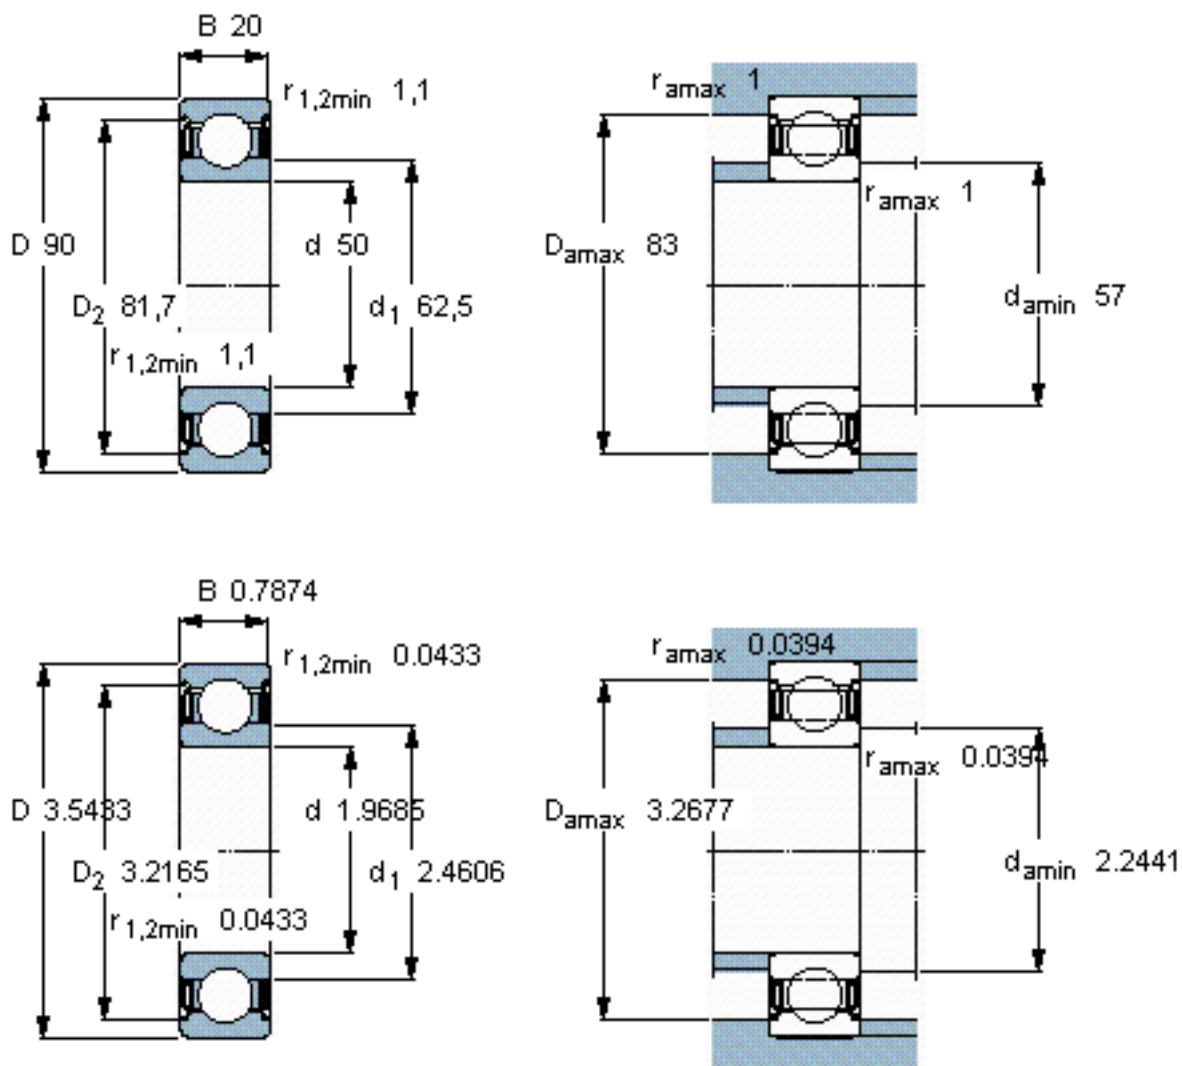 B 20
r1,2min 1,1
ramax 1
ramax 1
D 90
d 50
Damax 83
D2 81,7
d1 62,5
damin 57
r1,2min 1,1
B 0.7874
r1,2min 0.0433
ramax 0.0394
ramax 0.0394
D 3.5433
d 1.9685
Damax 3.2677
D2 3.2165
d1 2.4606
damin 2.2441
r1,2min 0.0433